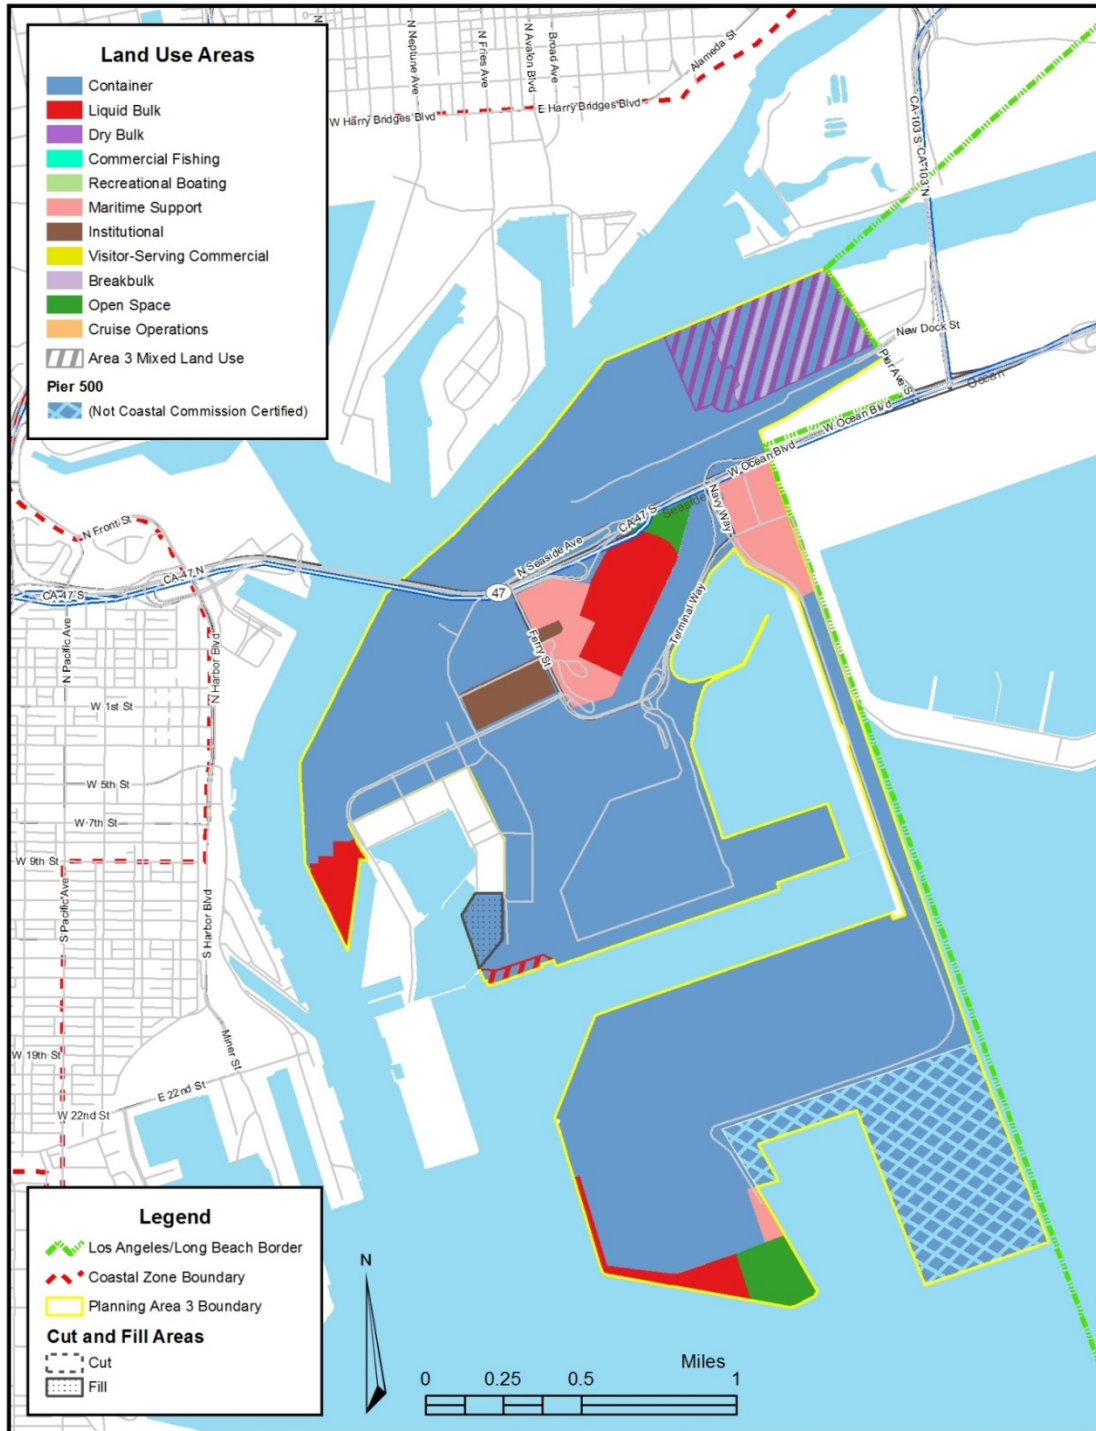 Land Use Areas
Container
Liquid Bulk
Dry Bulk
Commercial Fishing
Recreational Boating
Maritime Support
Institutional
Visitor-Serving Commercial
Breakbulk
Open Space
Cruise Operations
Area 3 Mixed Land Use
Pier 500
(Not Coastal Commission Certified)
N Neptune Ave
N Fries Ave
N Avalon Blvd
Broad Ave
Alameda St
W Harry Bridges Blvd
E Harry Bridges Blvd
CA-103 S
CA-103 N
New Dock St
Pier Ave S
Ocean
W Ocean Blvd
W Ocean Blvd
Navy Way
Seaside
CA-47 S
N Seaside Ave
47
Terminal Way
Ferry St
N Front St
CA-47 N
CA-47 S
N Pacific Ave
N Harbor Blvd
W 1st St
W 5th St
W 7th St
W 9th St
S Pacific Ave
S Harbor Blvd
W 19th St
Miner St
E 22nd St
W 22nd St
Legend
Los Angeles/Long Beach Border
Coastal Zone Boundary
Planning Area 3 Boundary
Cut and Fill Areas
Cut
Fill
N
Miles
0 0.25 0.5 1